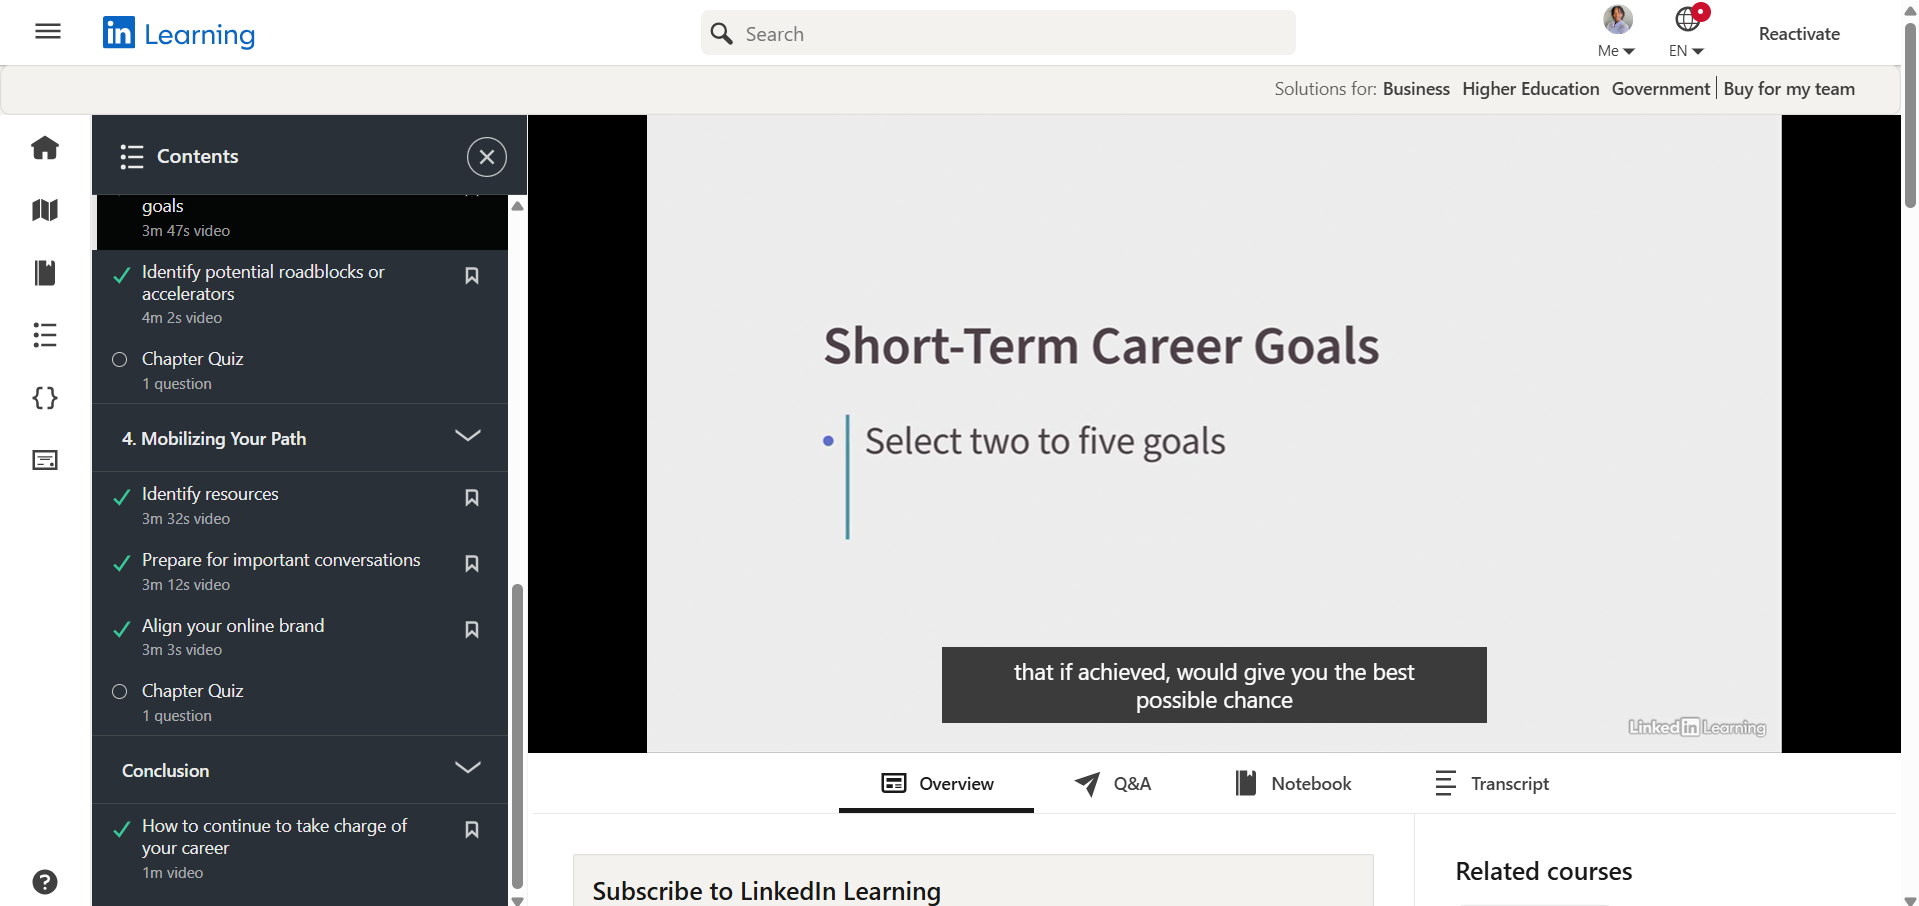 in Learning
Search
Me
EN
Reactivate
Solutions for: Business Higher Education Government Buy for my team
Contents
goals
3m 47s video
Identify potential roadblocks or
accelerators
4m 2s video
Chapter Quiz
1 question
4. Mobilizing Your Path
Identify resources
3m 32s video
Prepare for important conversations
3m 12s video
Align your online brand
3m 3s video
Chapter Quiz
1 question
Conclusion
How to continue to take charge of
your career
1m video
Short-Term Career Goals
Select two to five goals
that if achieved, would give you the best
possible chance
Linked in Learning
Overview
Q&A
Notebook
Transcript
Subscribe to LinkedIn Learning
Related courses